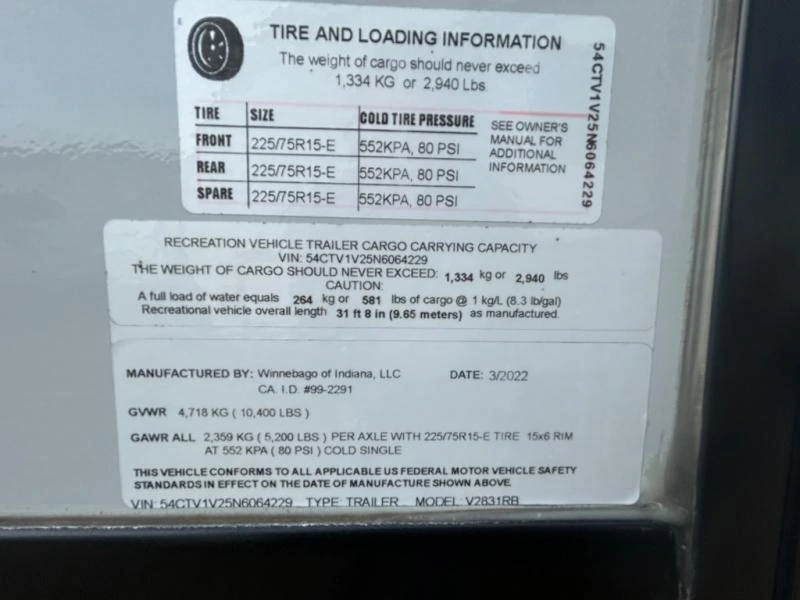 TIRE AND LOADING INFORMATION
The weight of cargo should never exceed
1,334 KG or 2,940 Lbs.
TIRE SIZE COLD TIRE PRESSURE
FRONT 225/75R15-E 552KPA, 80 PSI
REAR 225/75R15-E 552KPA, 80 PSI
SPARE 225/75R15-E 552KPA, 80 PSI
SEE OWNER'S
MANUAL FOR
ADDITIONAL
INFORMATION
54CTV1V25N6064229
RECREATION VEHICLE TRAILER CARGO CARRYING CAPACITY
VIN: 54CTV1V25N6064229
THE WEIGHT OF CARGO SHOULD NEVER EXCEED: 1,334 kg or 2,940 lbs
CAUTION:
A full load of water equals 264 kg or 581 lbs of cargo @ 1 kg/L (8.3 lb/gal)
Recreational vehicle overall length 31 ft 8 in (9.65 meters) as manufactured.
MANUFACTURED BY: Winnebago of Indiana, LLC DATE: 3/2022
CA. I.D. #99-2291
GVWR 4,718 KG ( 10,400 LBS )
GAWR ALL 2,359 KG ( 5,200 LBS ) PER AXLE WITH 225/75R15-E TIRE 15x6 RIM
AT 552 KPA ( 80 PSI ) COLD SINGLE
THIS VEHICLE CONFORMS TO ALL APPLICABLE US FEDERAL MOTOR VEHICLE SAFETY
STANDARDS IN EFFECT ON THE DATE OF MANUFACTURE SHOWN ABOVE.
VIN: 54CTV1V25N6064229 TYPE: TRAILER MODEL: V2831RB